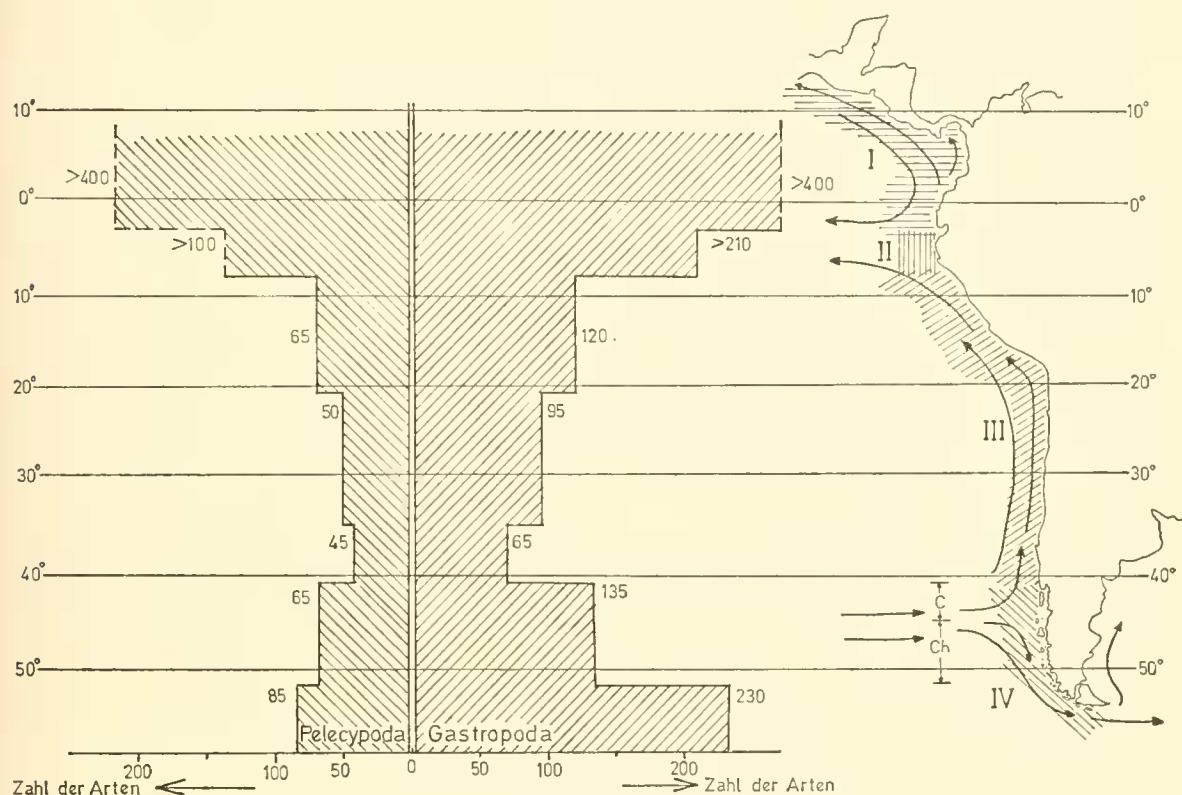 10° 10°
I
>400 >400
0° 0°
>100 >210
II
10° 10°
65 120
20° 20°
50 95
III
30° 30°
45 65
40° 40°
65 135
C
Ch
50° 50°
85 230
IV
Pelecypoda Gastropoda
200 100 50 0 50 100 200
Zahl der Arten Zahl der Arten